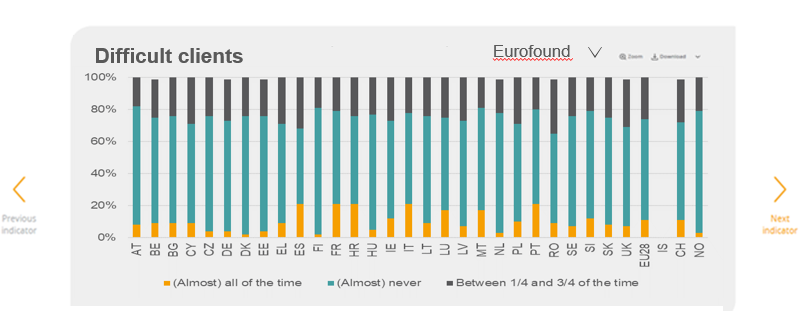 Difficult clients
Eurofound
Zoom
Download
100%
80%
60%
40%
20%
0%
AT BE BG CY CZ DE DK EE EL ES FI FR HR HU IE IT LT LU LV MT NL PL PT RO SE SI SK UK EU28 IS CH NO
(Almost) all of the time (Almost) never Between 1/4 and 3/4 of the time
Previous
indicator
Next
indicator